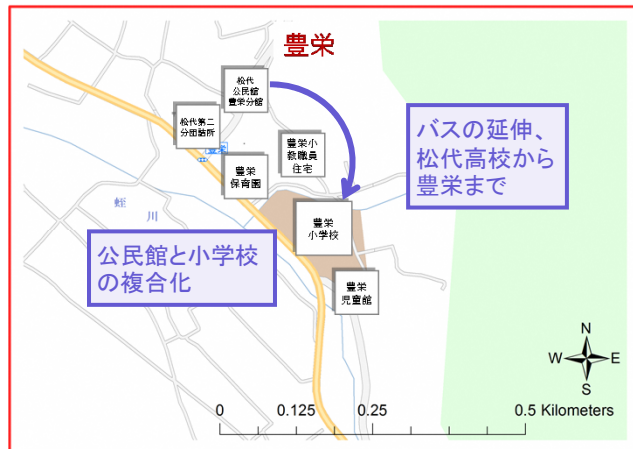 豊栄
松代
公民館
豊栄分館
松代第二
分団詰所
豊栄小
教職員
住宅
豊栄
保育園
バスの延伸、
松代高校から
豊栄まで
蛭川
豊栄
小学校
公民館と小学校
の複合化
豊栄
児童館
N
W E
S
0 0.125 0.25 0.5 Kilometers